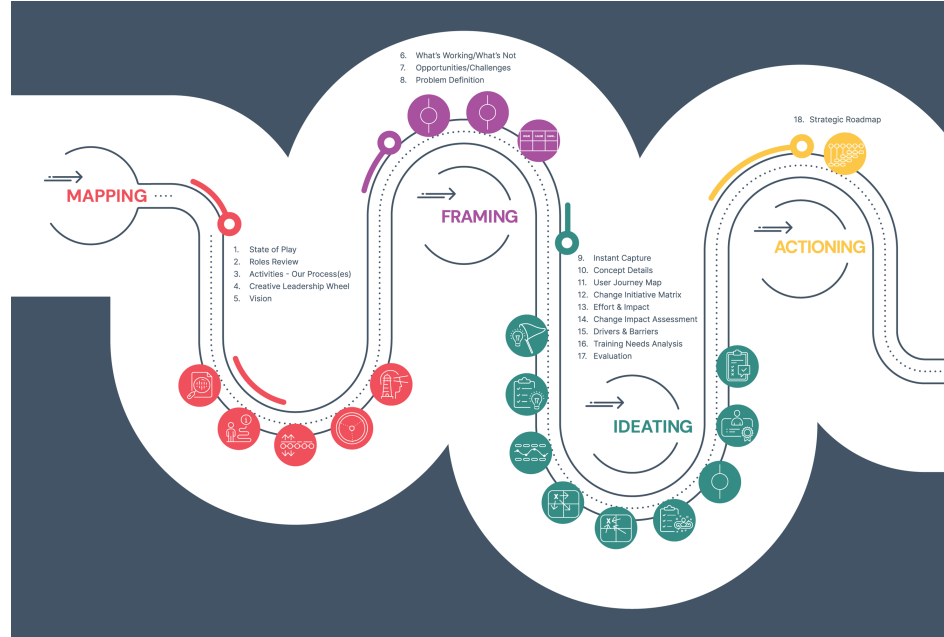 MAPPING
1. State of Play
2. Roles Review
3. Activities - Our Process(es)
4. Creative Leadership Wheel
5. Vision
6. What's Working/What's Not
7. Opportunities/Challenges
8. Problem Definition
FRAMING
9. Instant Capture
10. Concept Details
11. User Journey Map
12. Change Initiative Matrix
13. Effort & Impact
14. Change Impact Assessment
15. Drivers & Barriers
16. Training Needs Analysis
17. Evaluation
IDEATING
18. Strategic Roadmap
ACTIONING